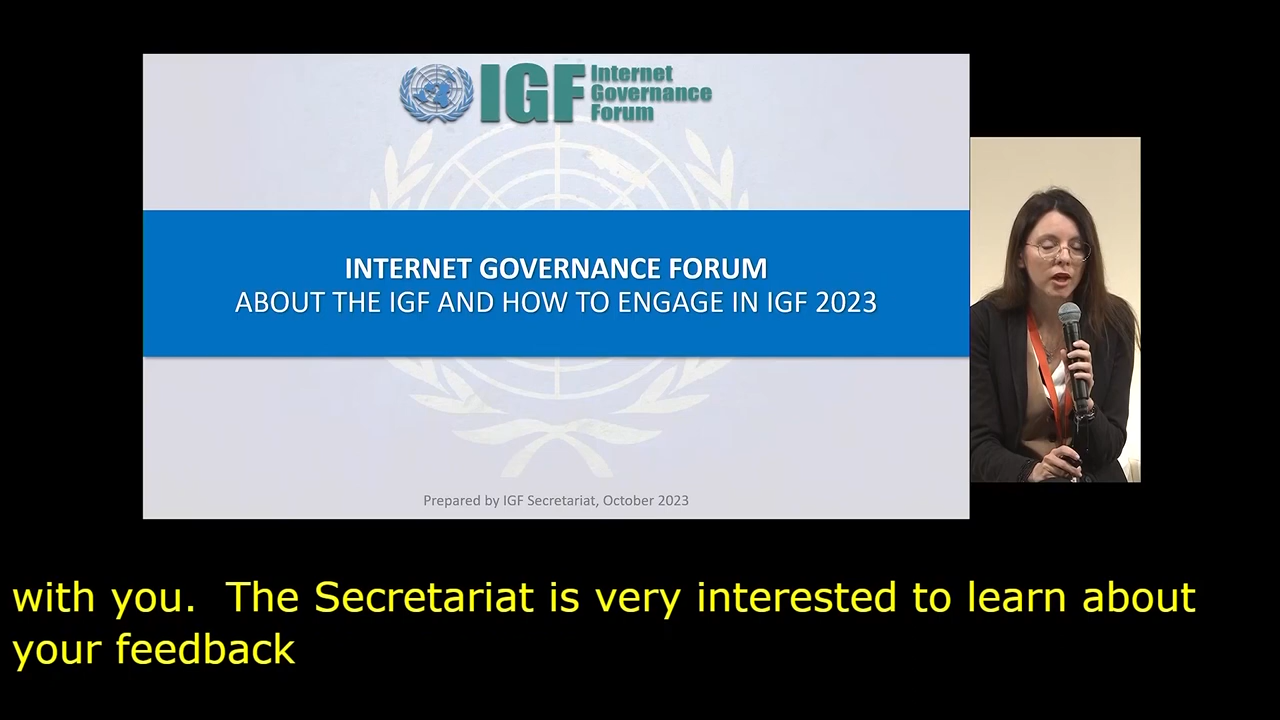 IGF Internet
Governance
Forum
INTERNET GOVERNANCE FORUM
ABOUT THE IGF AND HOW TO ENGAGE IN IGF 2023
Prepared by IGF Secretariat, October 2023
with you.  The Secretariat is very interested to learn about
your feedback